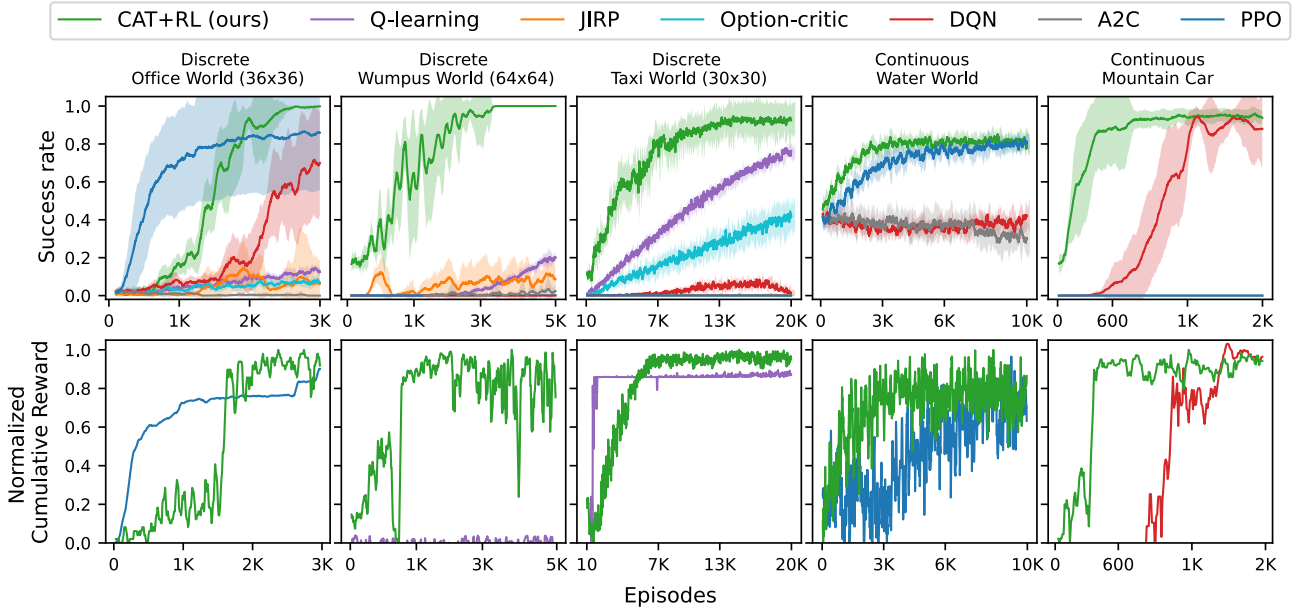 CAT+RL (ours) Q-learning JIRP Option-critic DQN A2C PPO
Discrete
Office World (36x36)
Discrete
Wumpus World (64x64)
Discrete
Taxi World (30x30)
Continuous
Water World
Continuous
Mountain Car
Success rate
1.0
0.8
0.6
0.4
0.2
0.0
0 1K 2K 3K
0 1K 3K 5K
10 7K 13K 20K
0 3K 6K 10K
0 600 1K 2K
Normalized
Cumulative Reward
1.0
0.8
0.6
0.4
0.2
0.0
0 1K 2K 3K
0 1K 3K 5K
10 7K 13K 20K
0 3K 6K 10K
0 600 1K 2K
Episodes